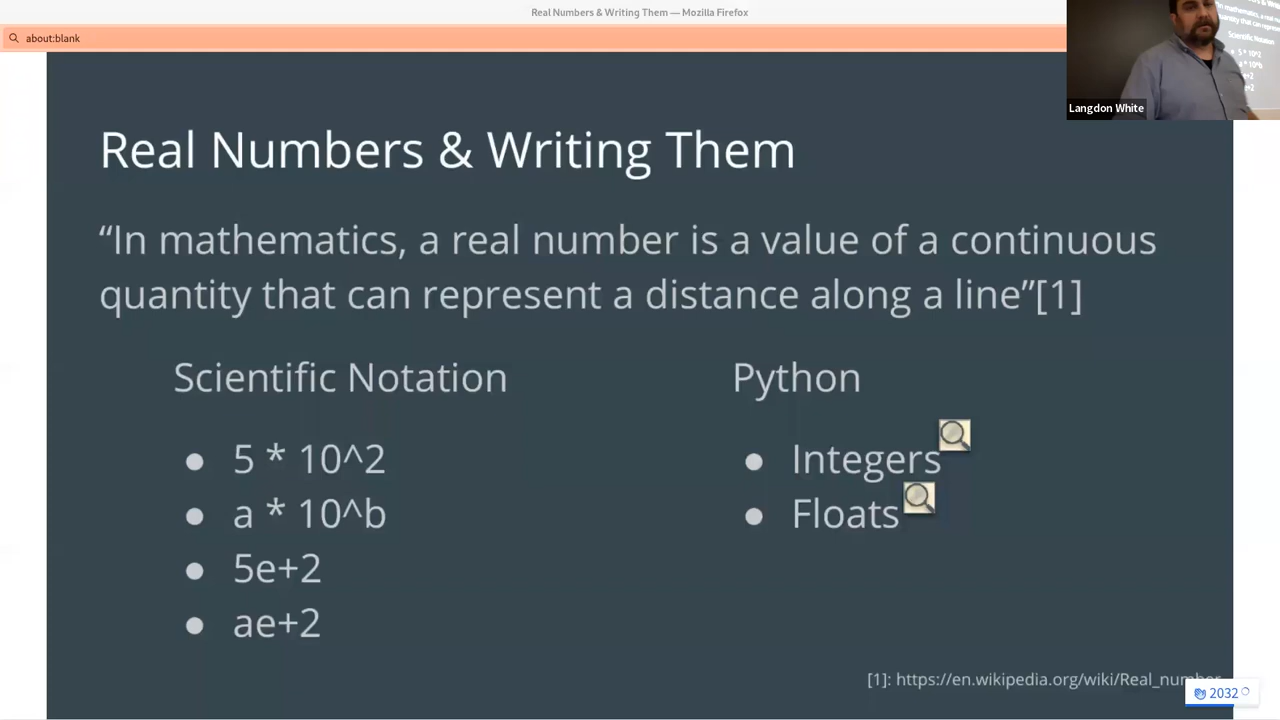 Real Numbers & Writing Them — Mozilla Firefox
about:blank
Langdon White
Real Numbers & Writing Them
“In mathematics, a real number is a value of a continuous
quantity that can represent a distance along a line”[1]
Scientific Notation
● 5 * 10^2
● a * 10^b
● 5e+2
● ae+2
Python
● Integers
● Floats
[1]: https://en.wikipedia.org/wiki/Real_number
2032